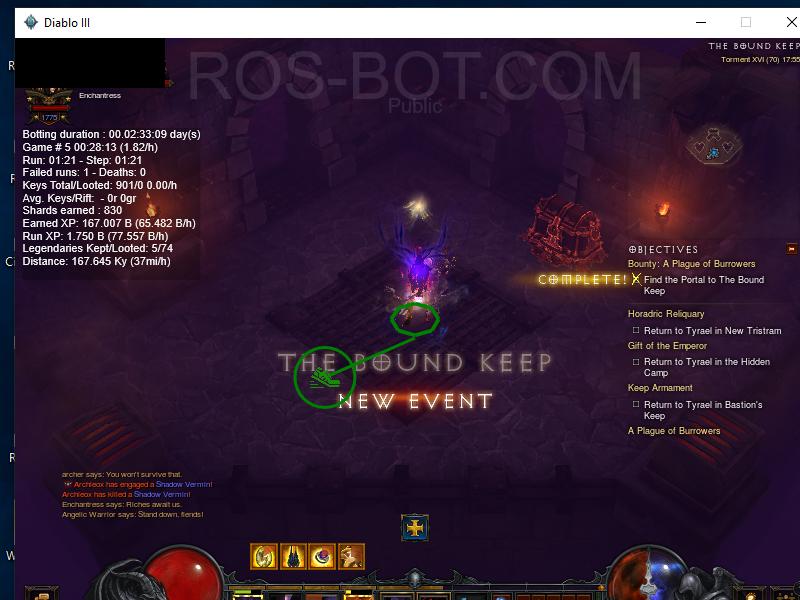 Diablo III
THE BOUND KEEP
Torment XVI (70) 17:55
ROS-BOT.COM
Public
Enchantress
1775
Botting duration : 00.02:33:09 day(s)
Game # 5 00:28:13 (1.82/h)
Run: 01:21 - Step: 01:21
Failed runs: 1 - Deaths: 0
Keys Total/Looted: 901/0 0.00/h
Avg. Keys/Rift: - 0r 0gr
Shards earned : 830
Earned XP: 167.007 B (65.482 B/h)
Run XP: 1.750 B (77.557 B/h)
Legendaries Kept/Looted: 5/74
Distance: 167.645 Ky (37mi/h)
OBJECTIVES
Bounty: A Plague of Burrowers
COMPLETE!
Find the Portal to The Bound
Keep
Horadric Reliquary
Return to Tyrael in New Tristram
Gift of the Emperor
Return to Tyrael in the Hidden
Camp
Keep Armament
Return to Tyrael in Bastion's
Keep
A Plague of Burrowers
THE BOUND KEEP
NEW EVENT
archer says: You won't survive that.
Archleox has engaged a Shadow Vermin!
Archleox has killed a Shadow Vermin!
Enchantress says: Riches await us.
Angelic Warrior says: Stand down, fiends!